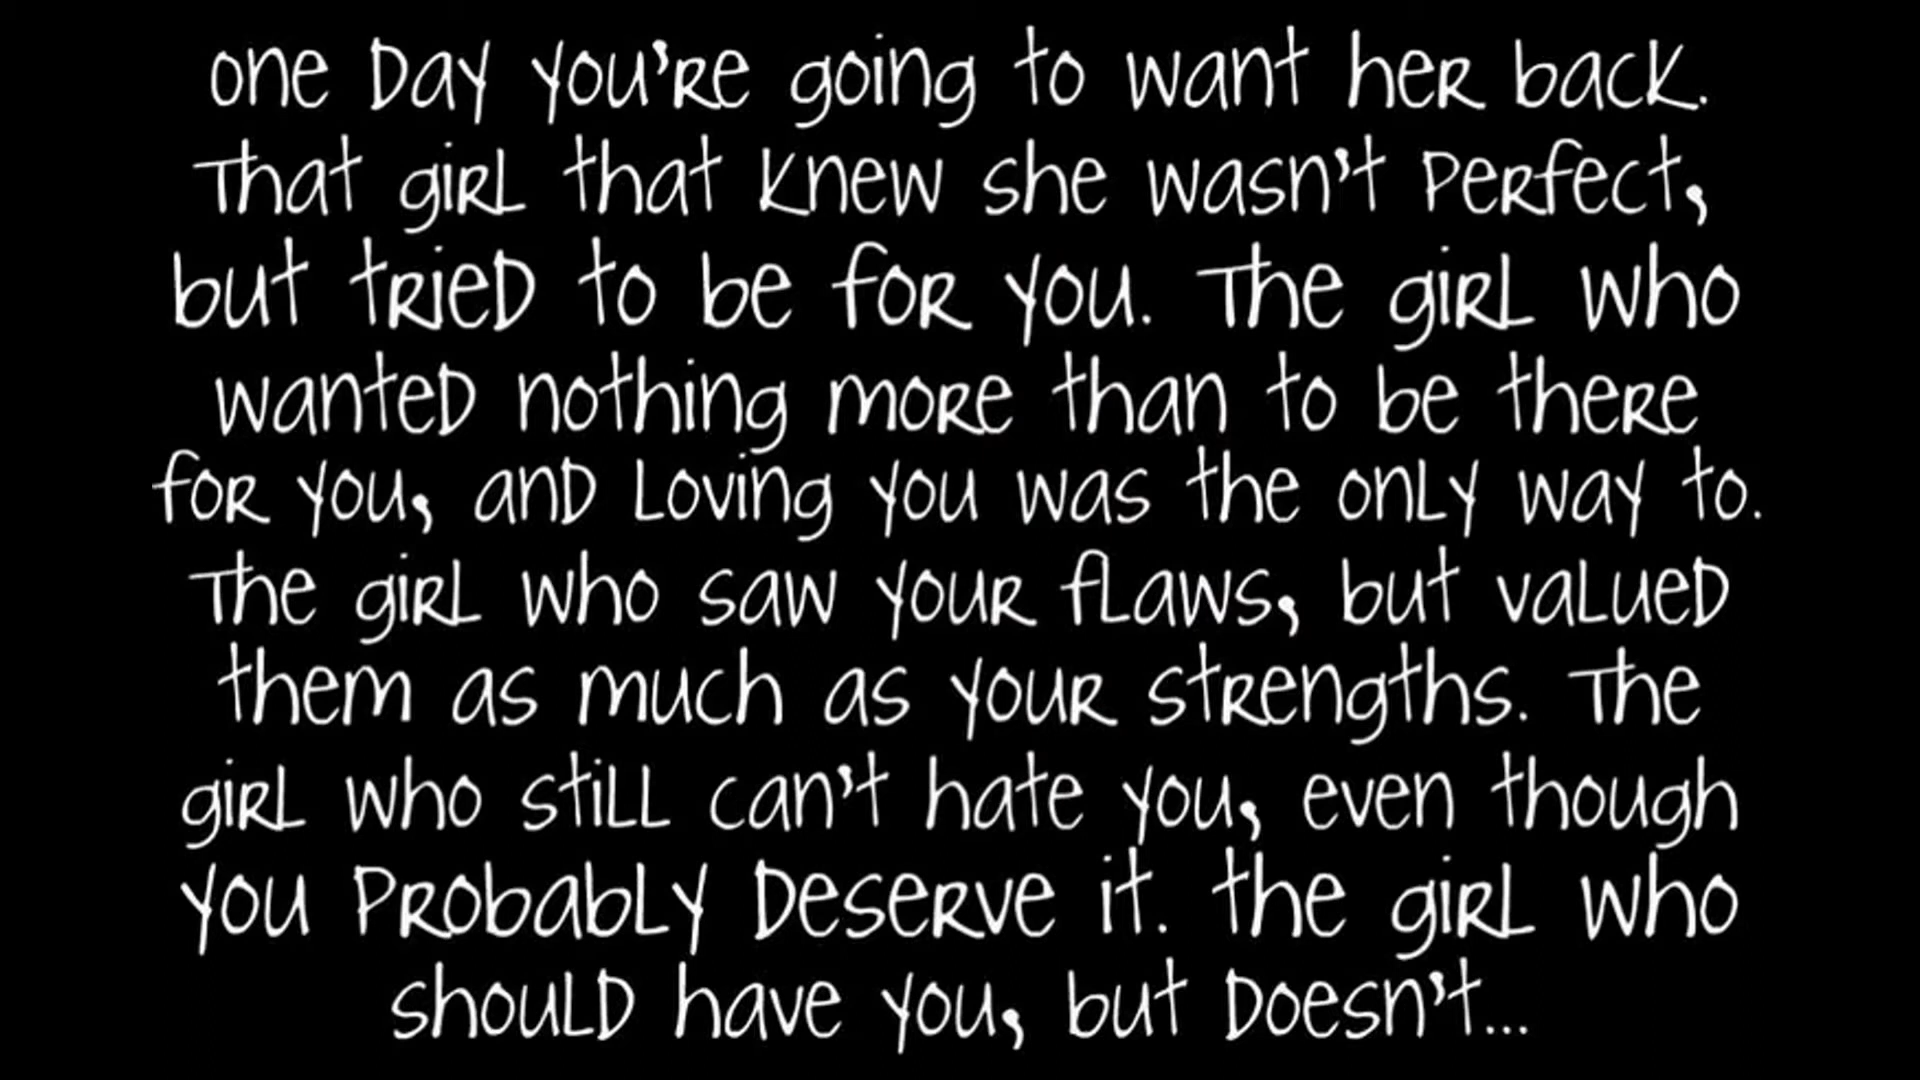 one Day you're going to want her back.
That girl that knew she wasn't perfect,
but tried to be for you. The girl who
wanted nothing more than to be there
for you, and loving you was the only way to.
The girl who saw your flaws, but valued
them as much as your strengths. The
girl who still can't hate you, even though
you probably deserve it. the girl who
should have you, but doesn't...